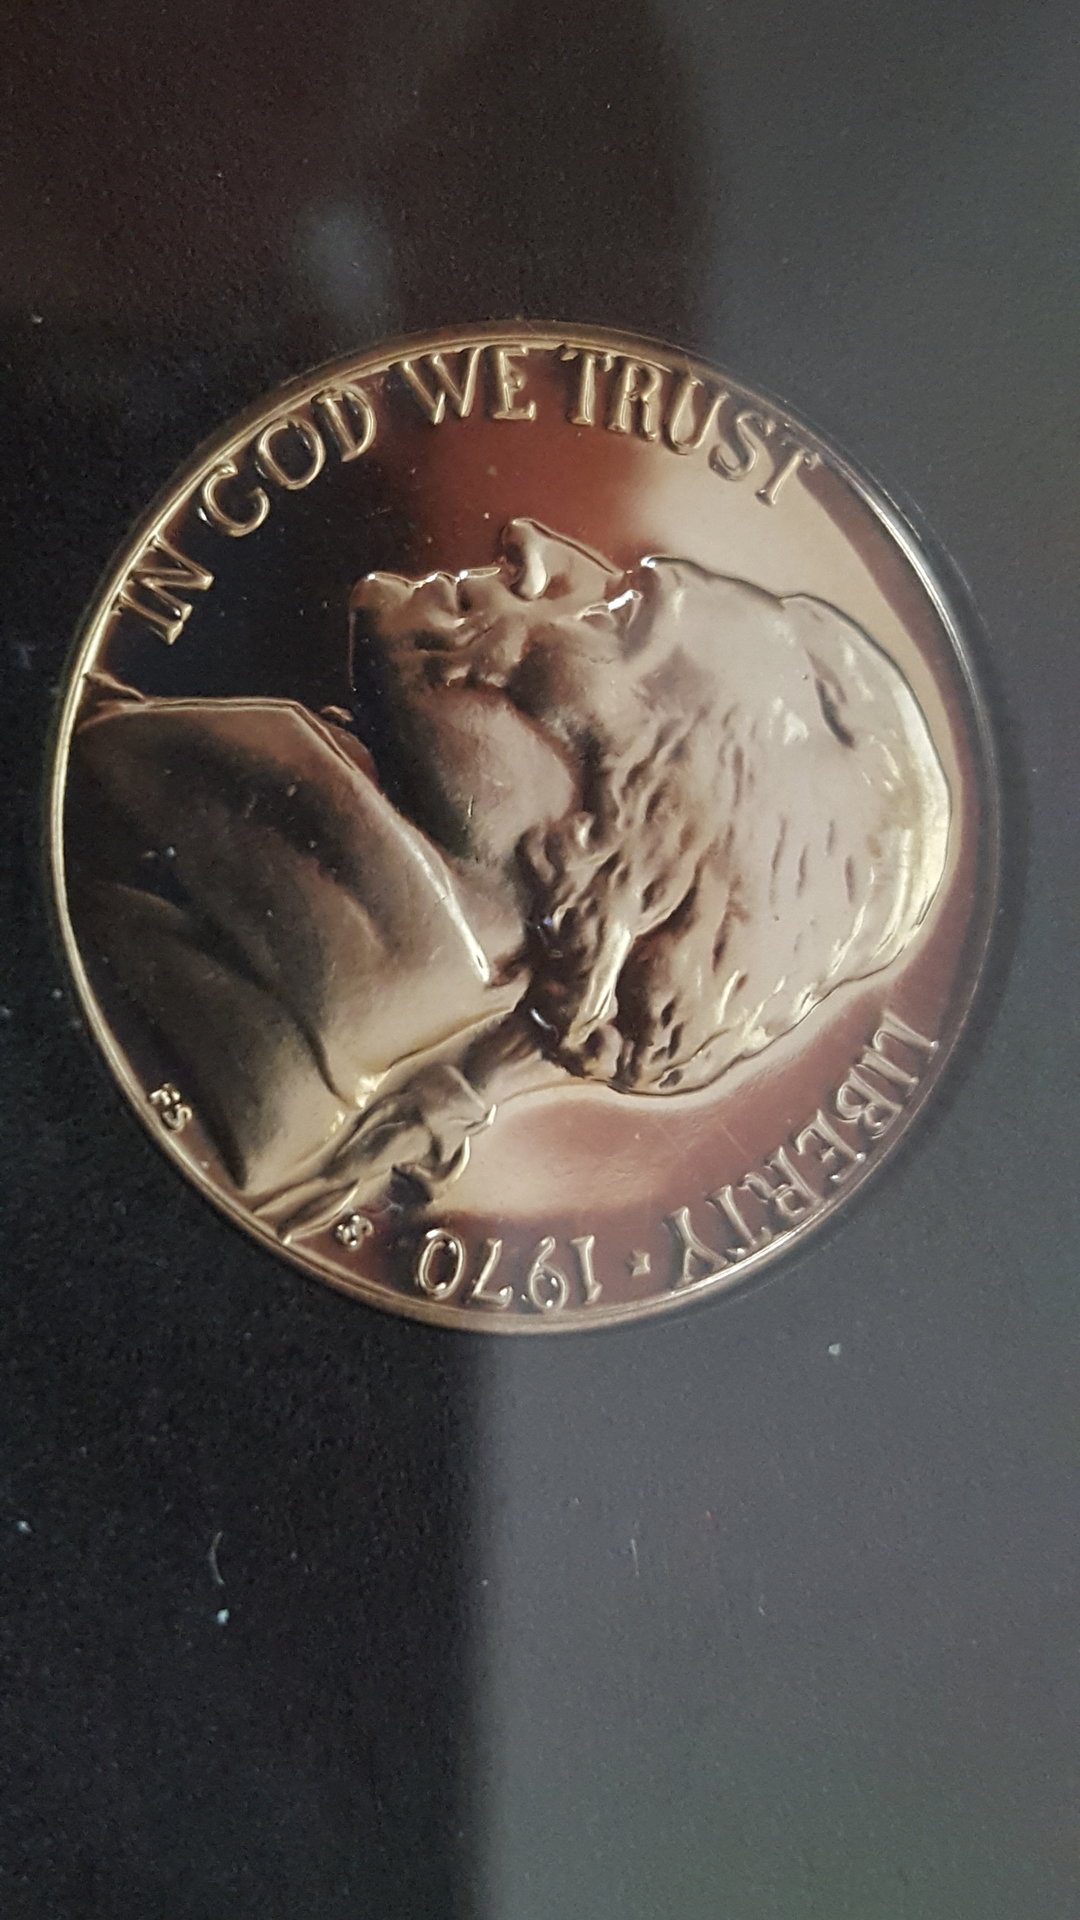 IN GOD WE TRUST
LIBERTY ★ 1970
S
FS